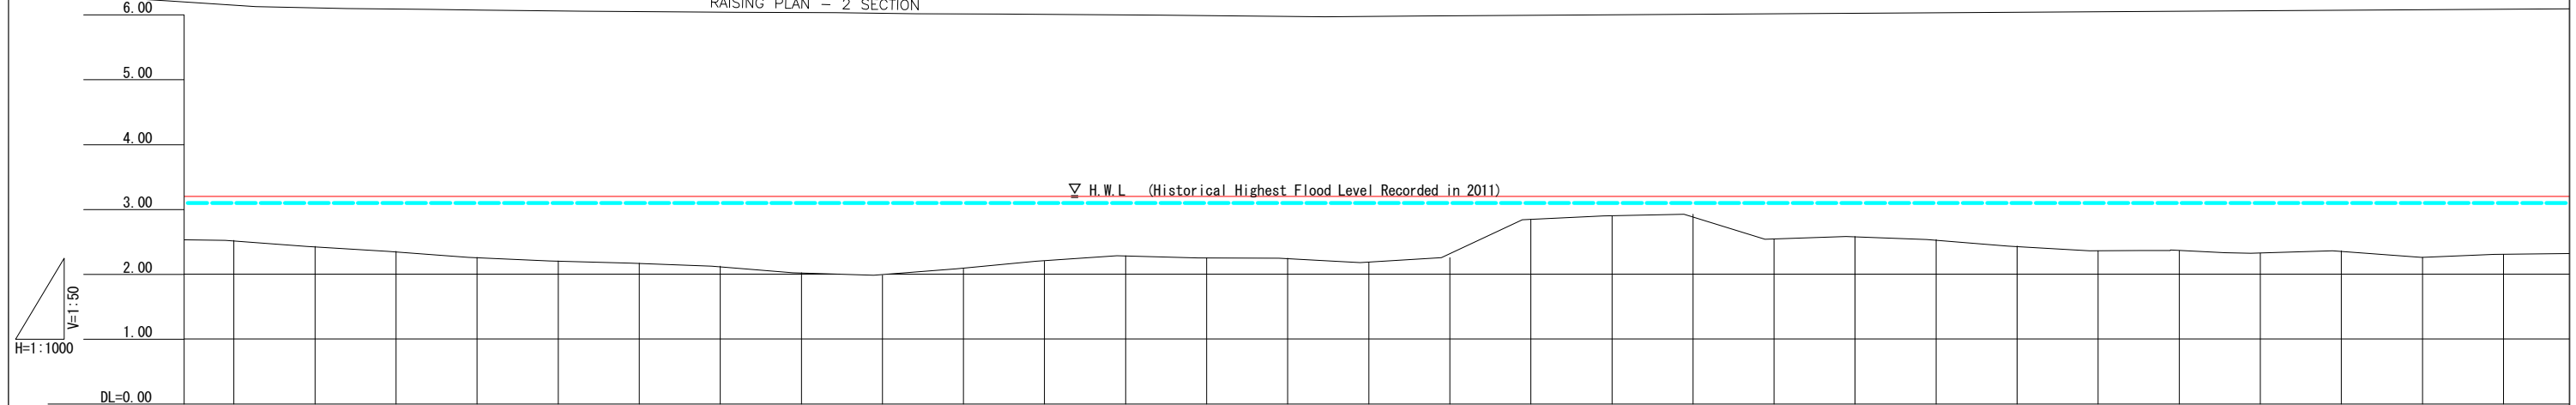 RAISING PLAN - 2 SECTION
6.00
5.00
4.00
▽ H.W.L (Historical Highest Flood Level Recorded in 2011)
3.00
2.00
V=1:50
1.00
H=1:1000
DL=0.00